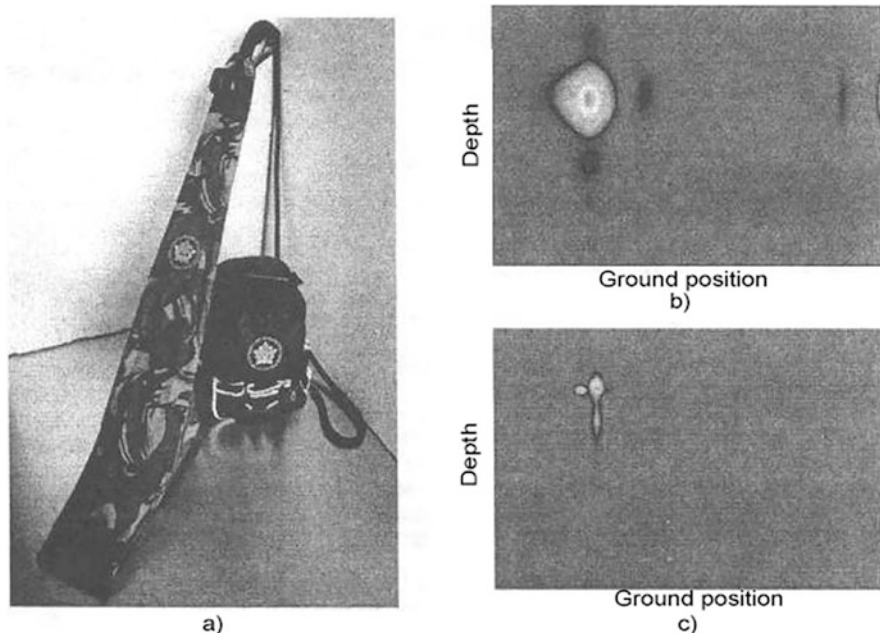 Depth
Ground position
b)
Depth
Ground position
c)
a)